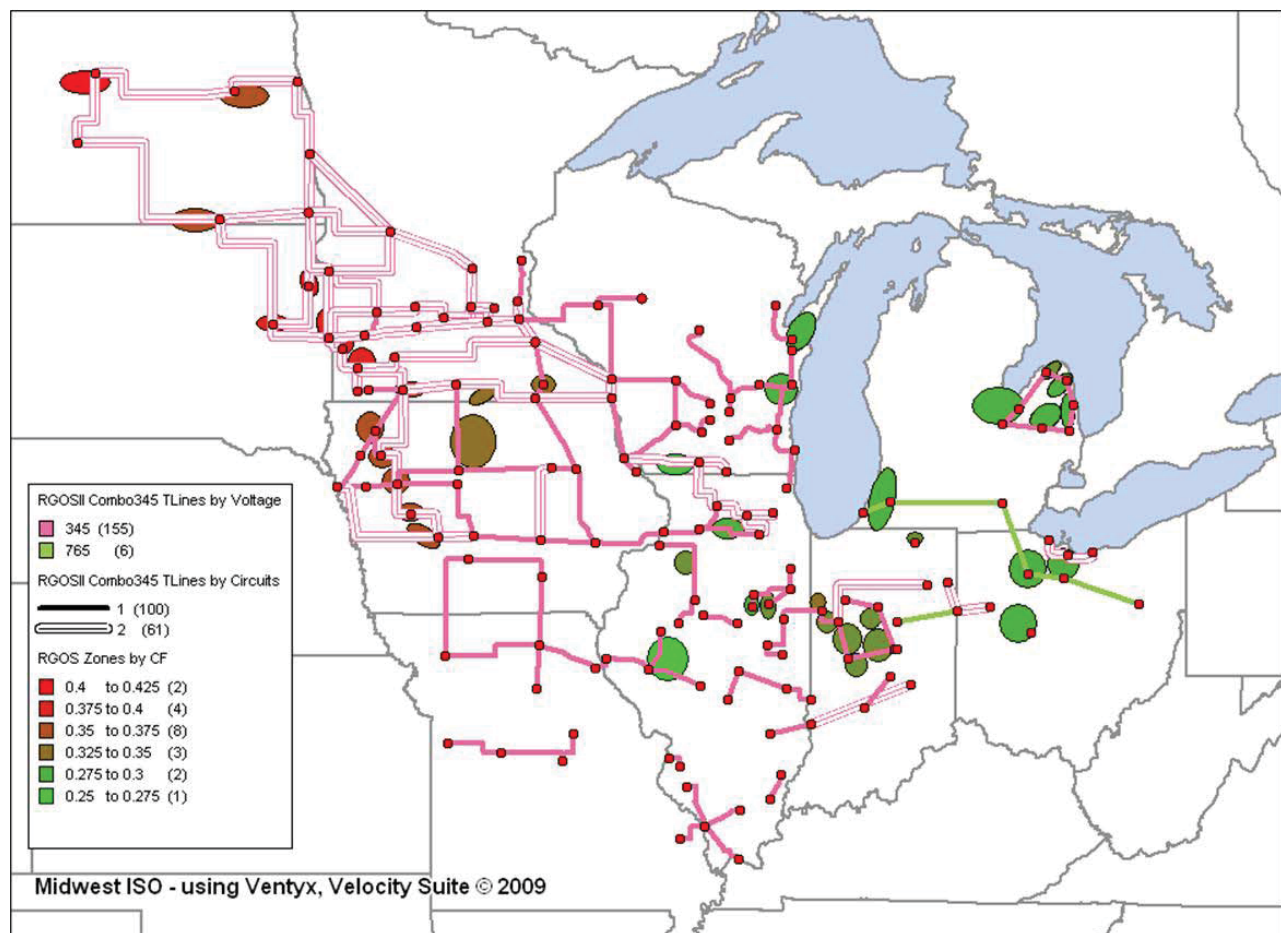 RGOSII Combo345 TLines by Voltage
345 (155)
765 (6)
RGOSII Combo345 TLines by Circuits
1 (100)
2 (61)
RGOS Zones by CF
0.4 to 0.425 (2)
0.375 to 0.4 (4)
0.35 to 0.375 (8)
0.325 to 0.35 (3)
0.275 to 0.3 (2)
0.25 to 0.275 (1)
Midwest ISO - using Ventyx, Velocity Suite © 2009